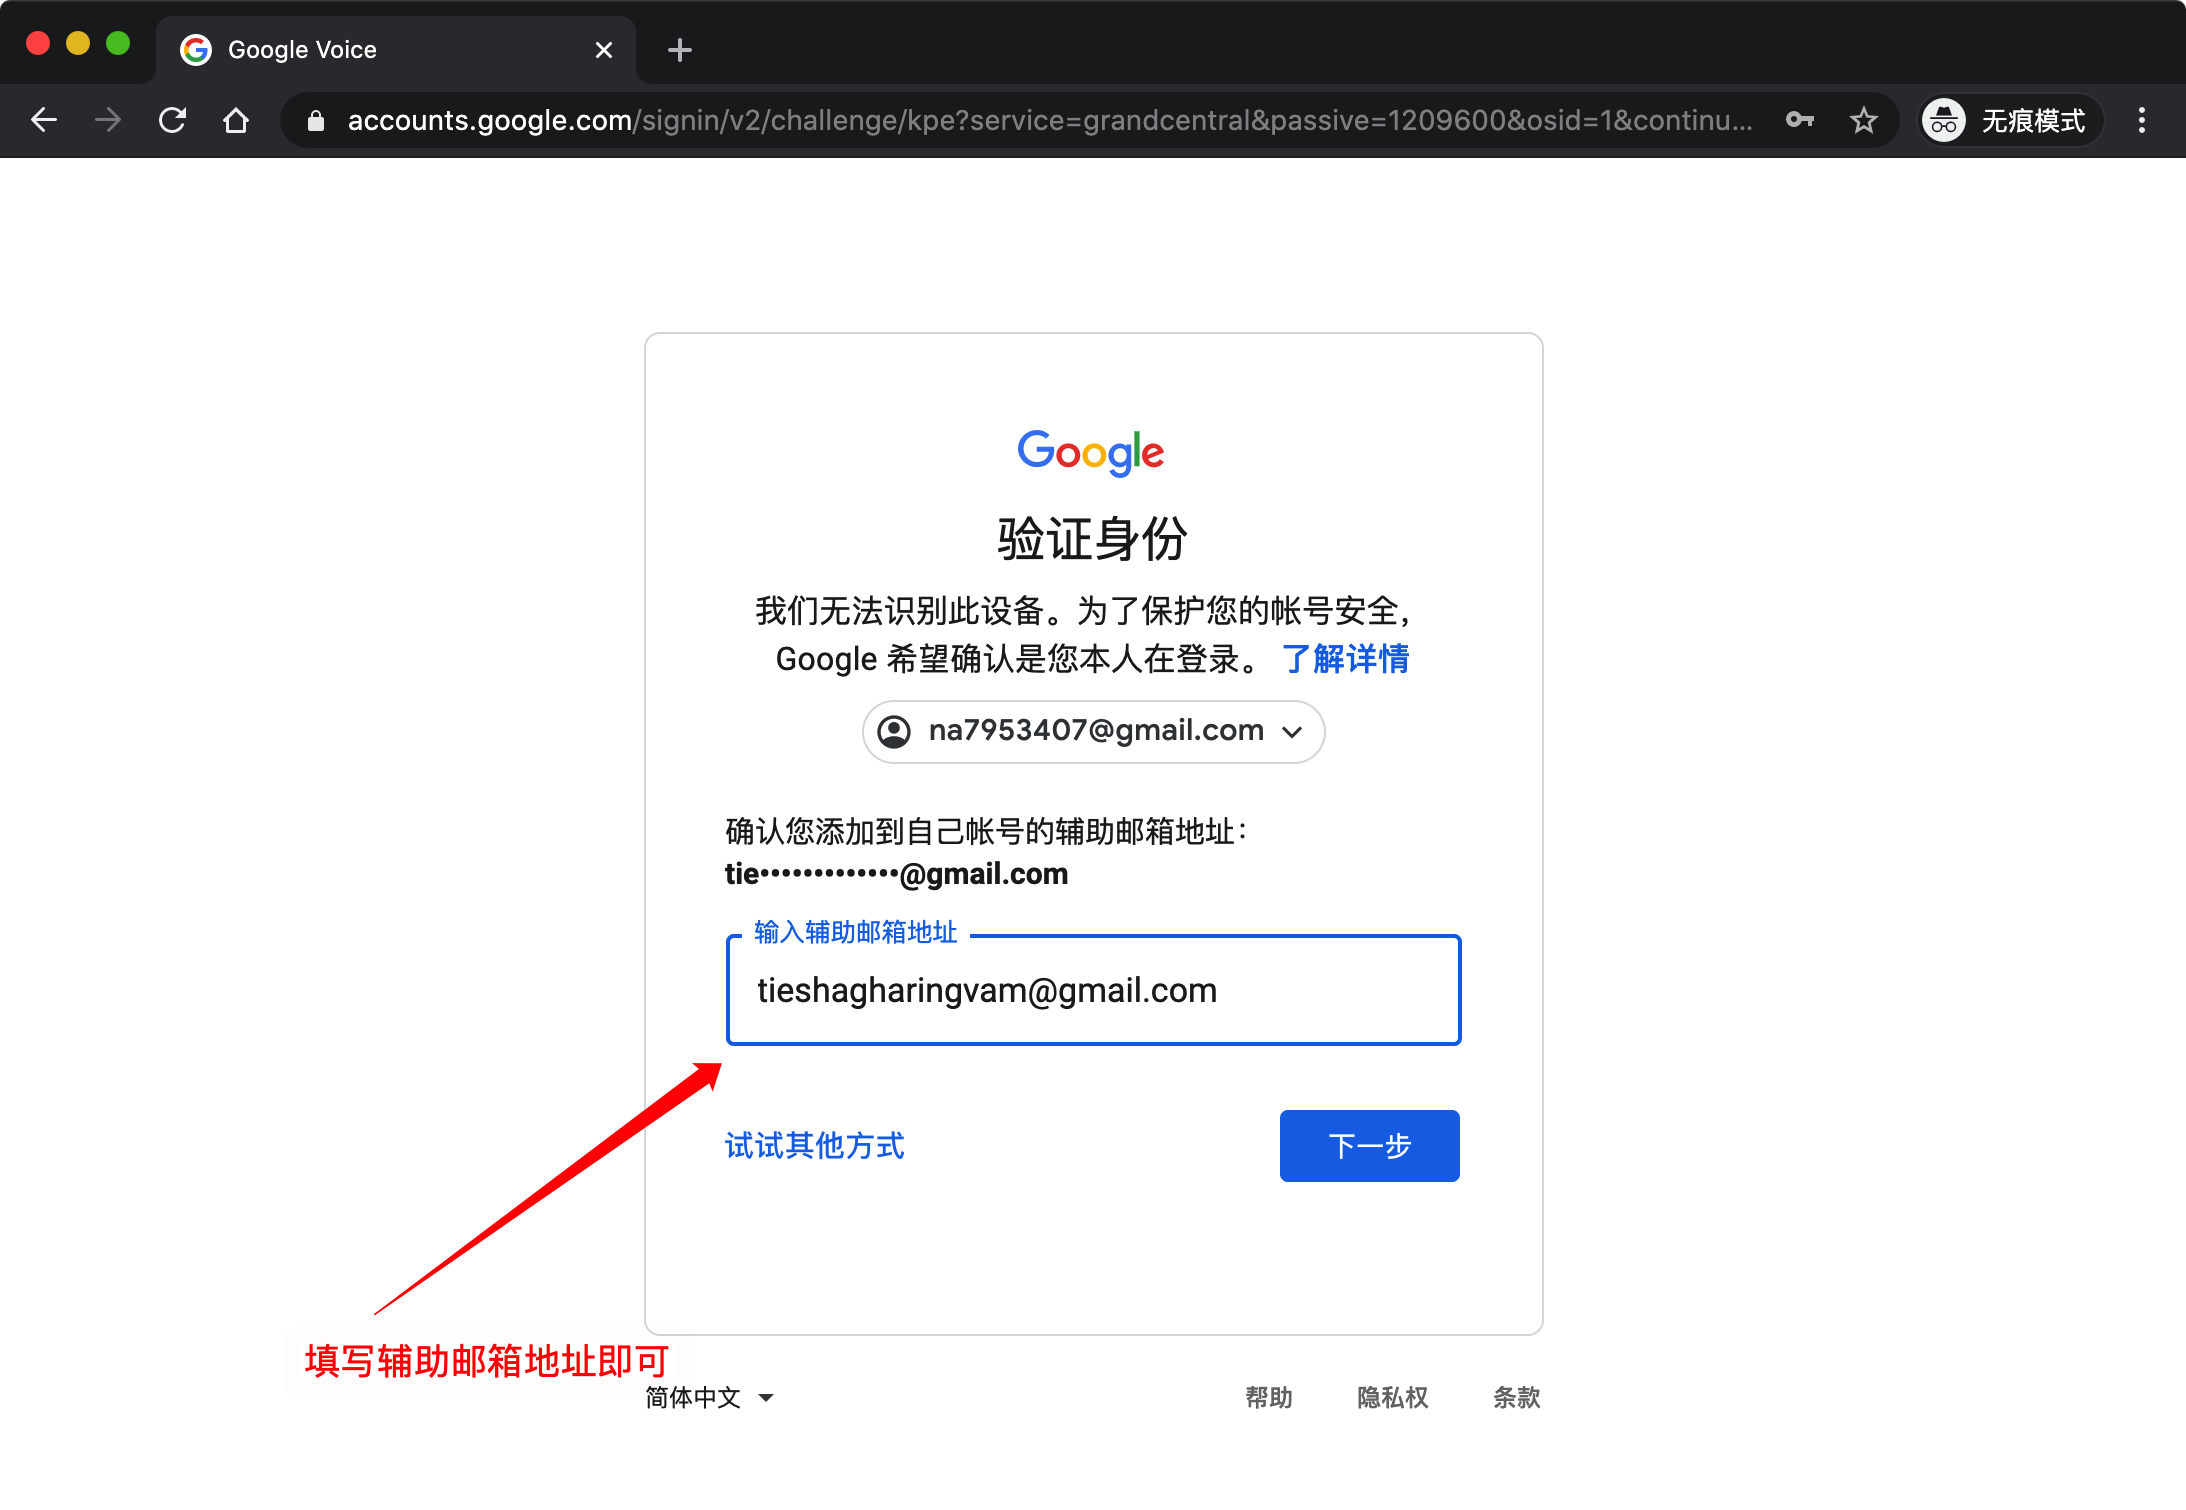 Google Voice
accounts.google.com/signin/v2/challenge/kpe?service=grandcentral&passive=1209600&osid=1&continu...
无痕模式
Google
验证身份
我们无法识别此设备。为了保护您的帐号安全，
Google 希望确认是您本人在登录。 了解详情
na7953407@gmail.com
确认您添加到自己帐号的辅助邮箱地址：
tie•••••••••••••@gmail.com
输入辅助邮箱地址
tieshagharingvam@gmail.com
试试其他方式
下一步
填写辅助邮箱地址即可
简体中文
帮助
隐私权
条款